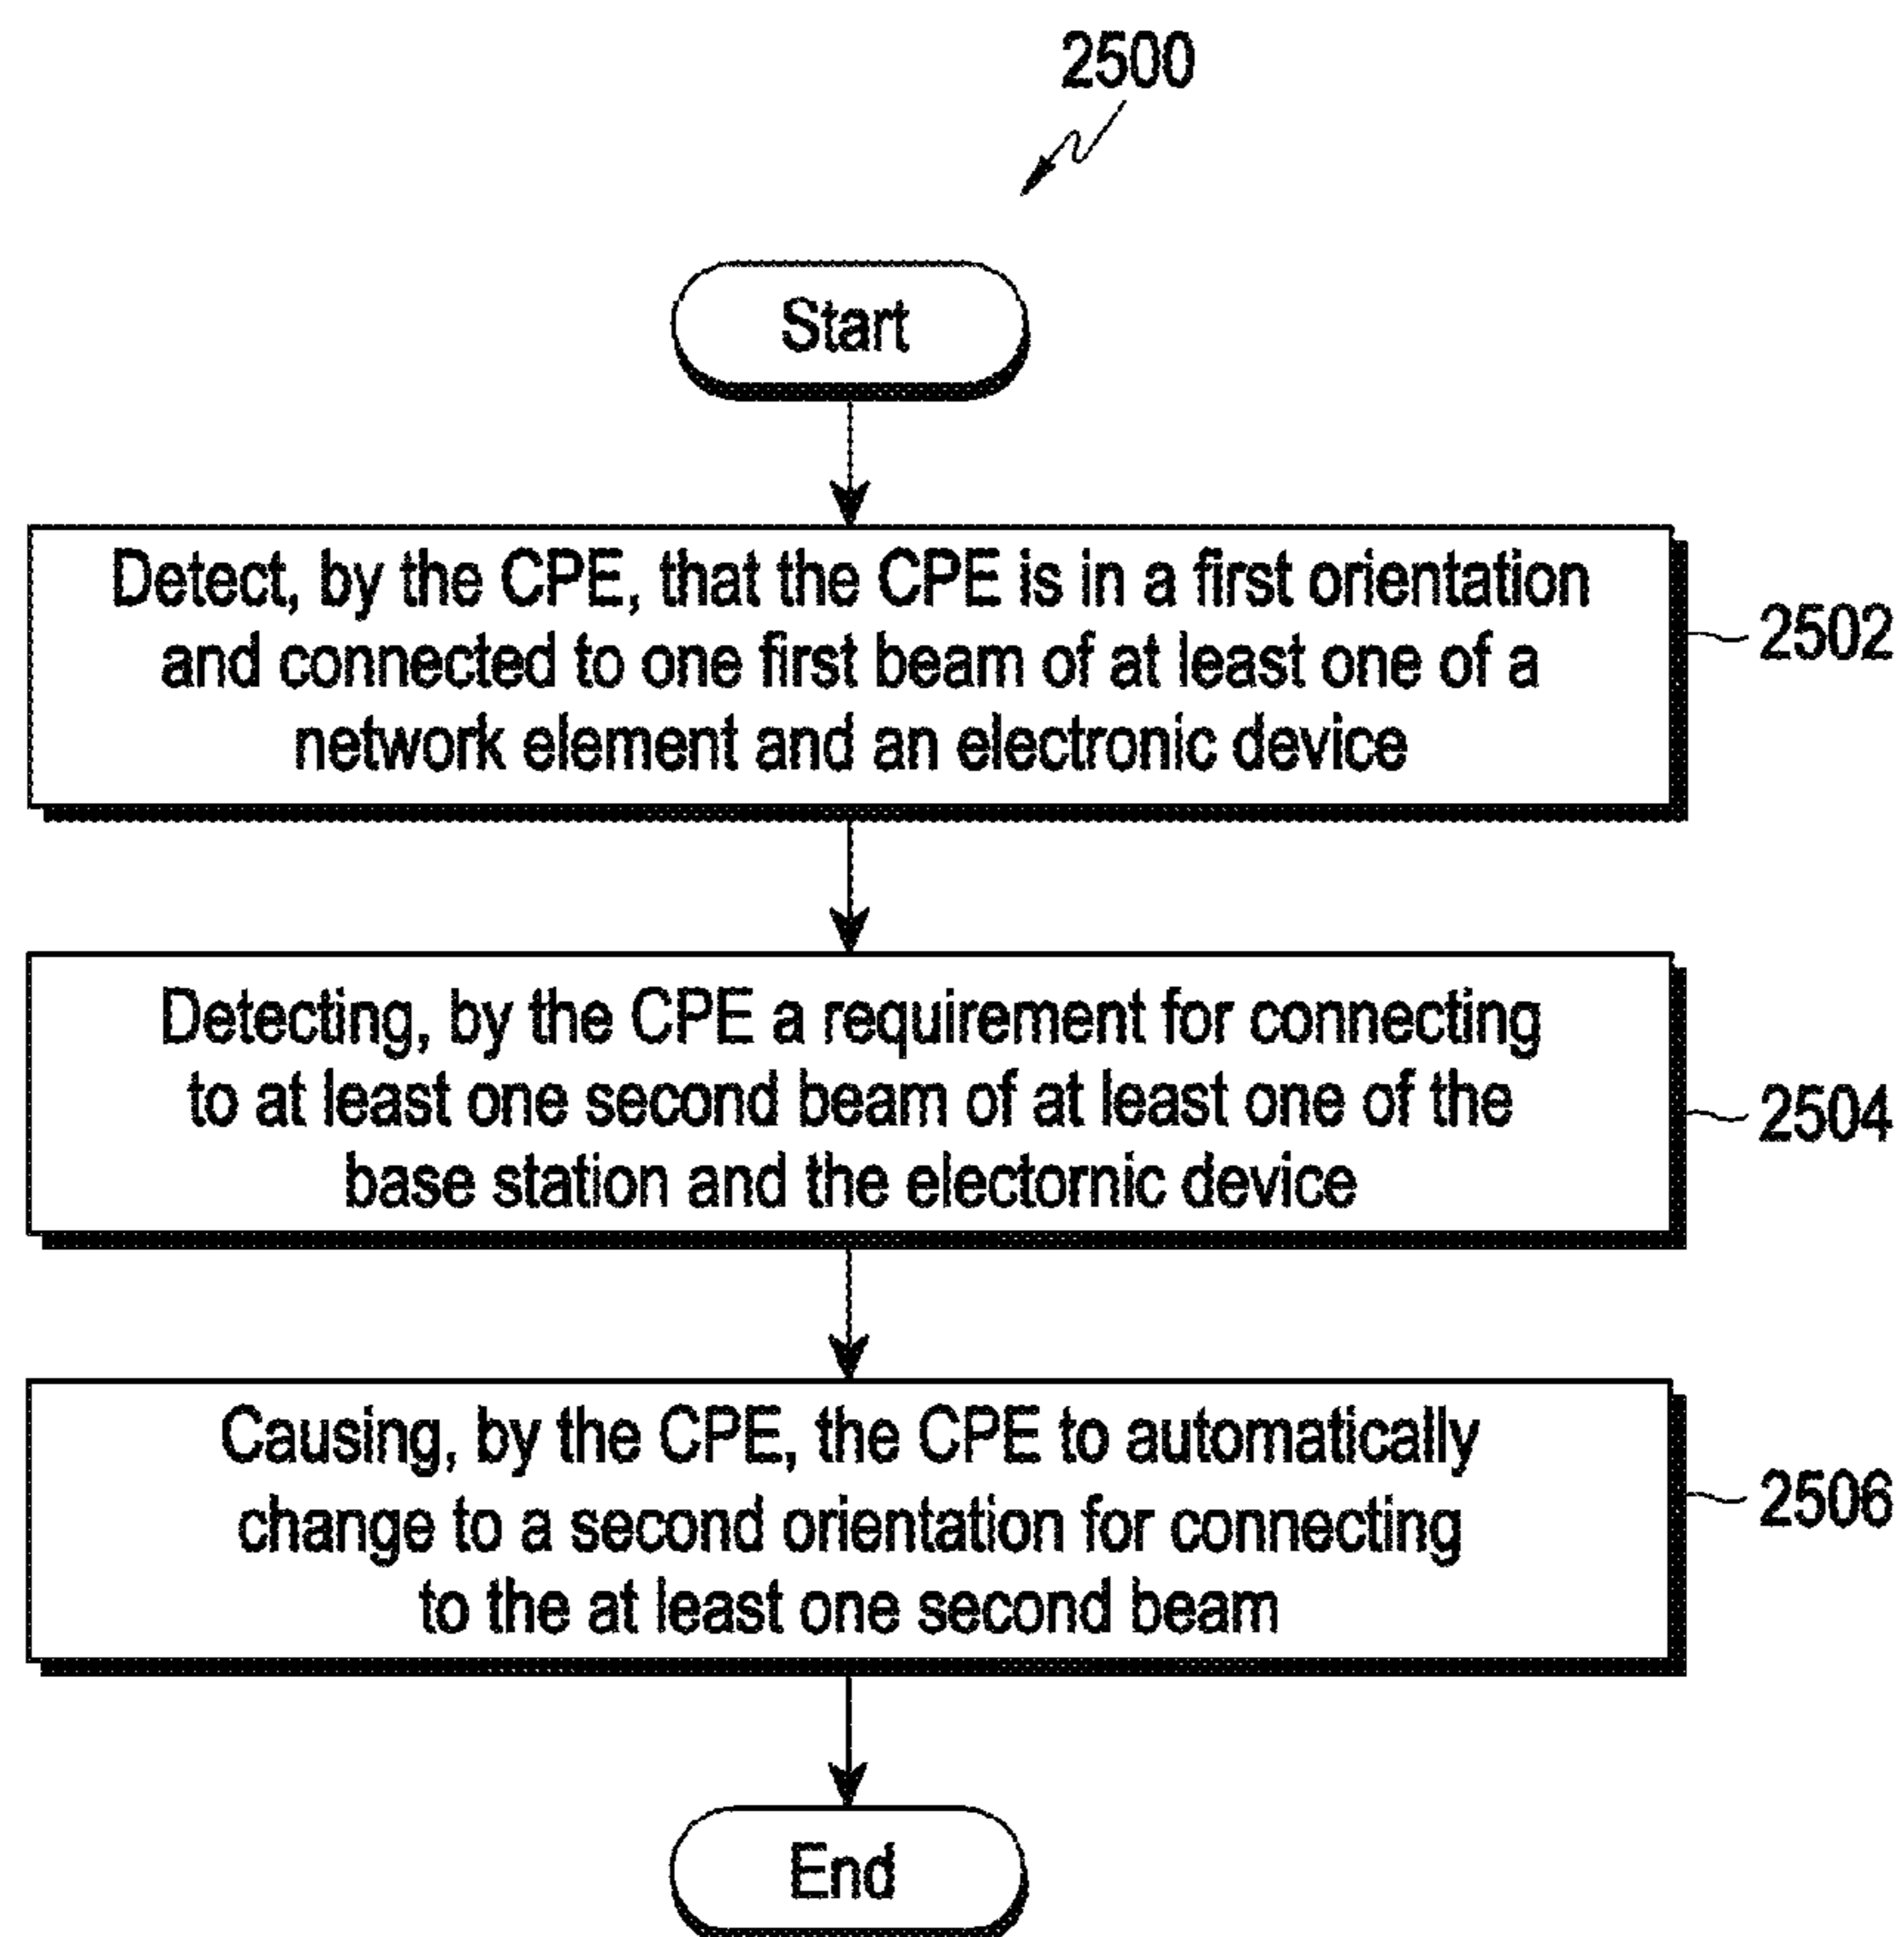 2500
Start
Detect, by the CPE, that the CPE is in a first orientation
and connected to one first beam of at least one of a
network element and an electronic device
2502
Detecting, by the CPE a requirement for connecting
to at least one second beam of at least one of the
base station and the electornic device
2504
Causing, by the CPE, the CPE to automatically
change to a second orientation for connecting
to the at least one second beam
2506
End